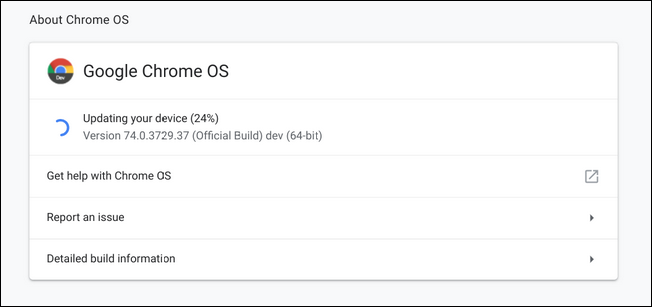 About Chrome OS
Dev
Google Chrome OS
Updating your device (24%)
Version 74.0.3729.37 (Official Build) dev (64-bit)
Get help with Chrome OS
Report an issue
Detailed build information